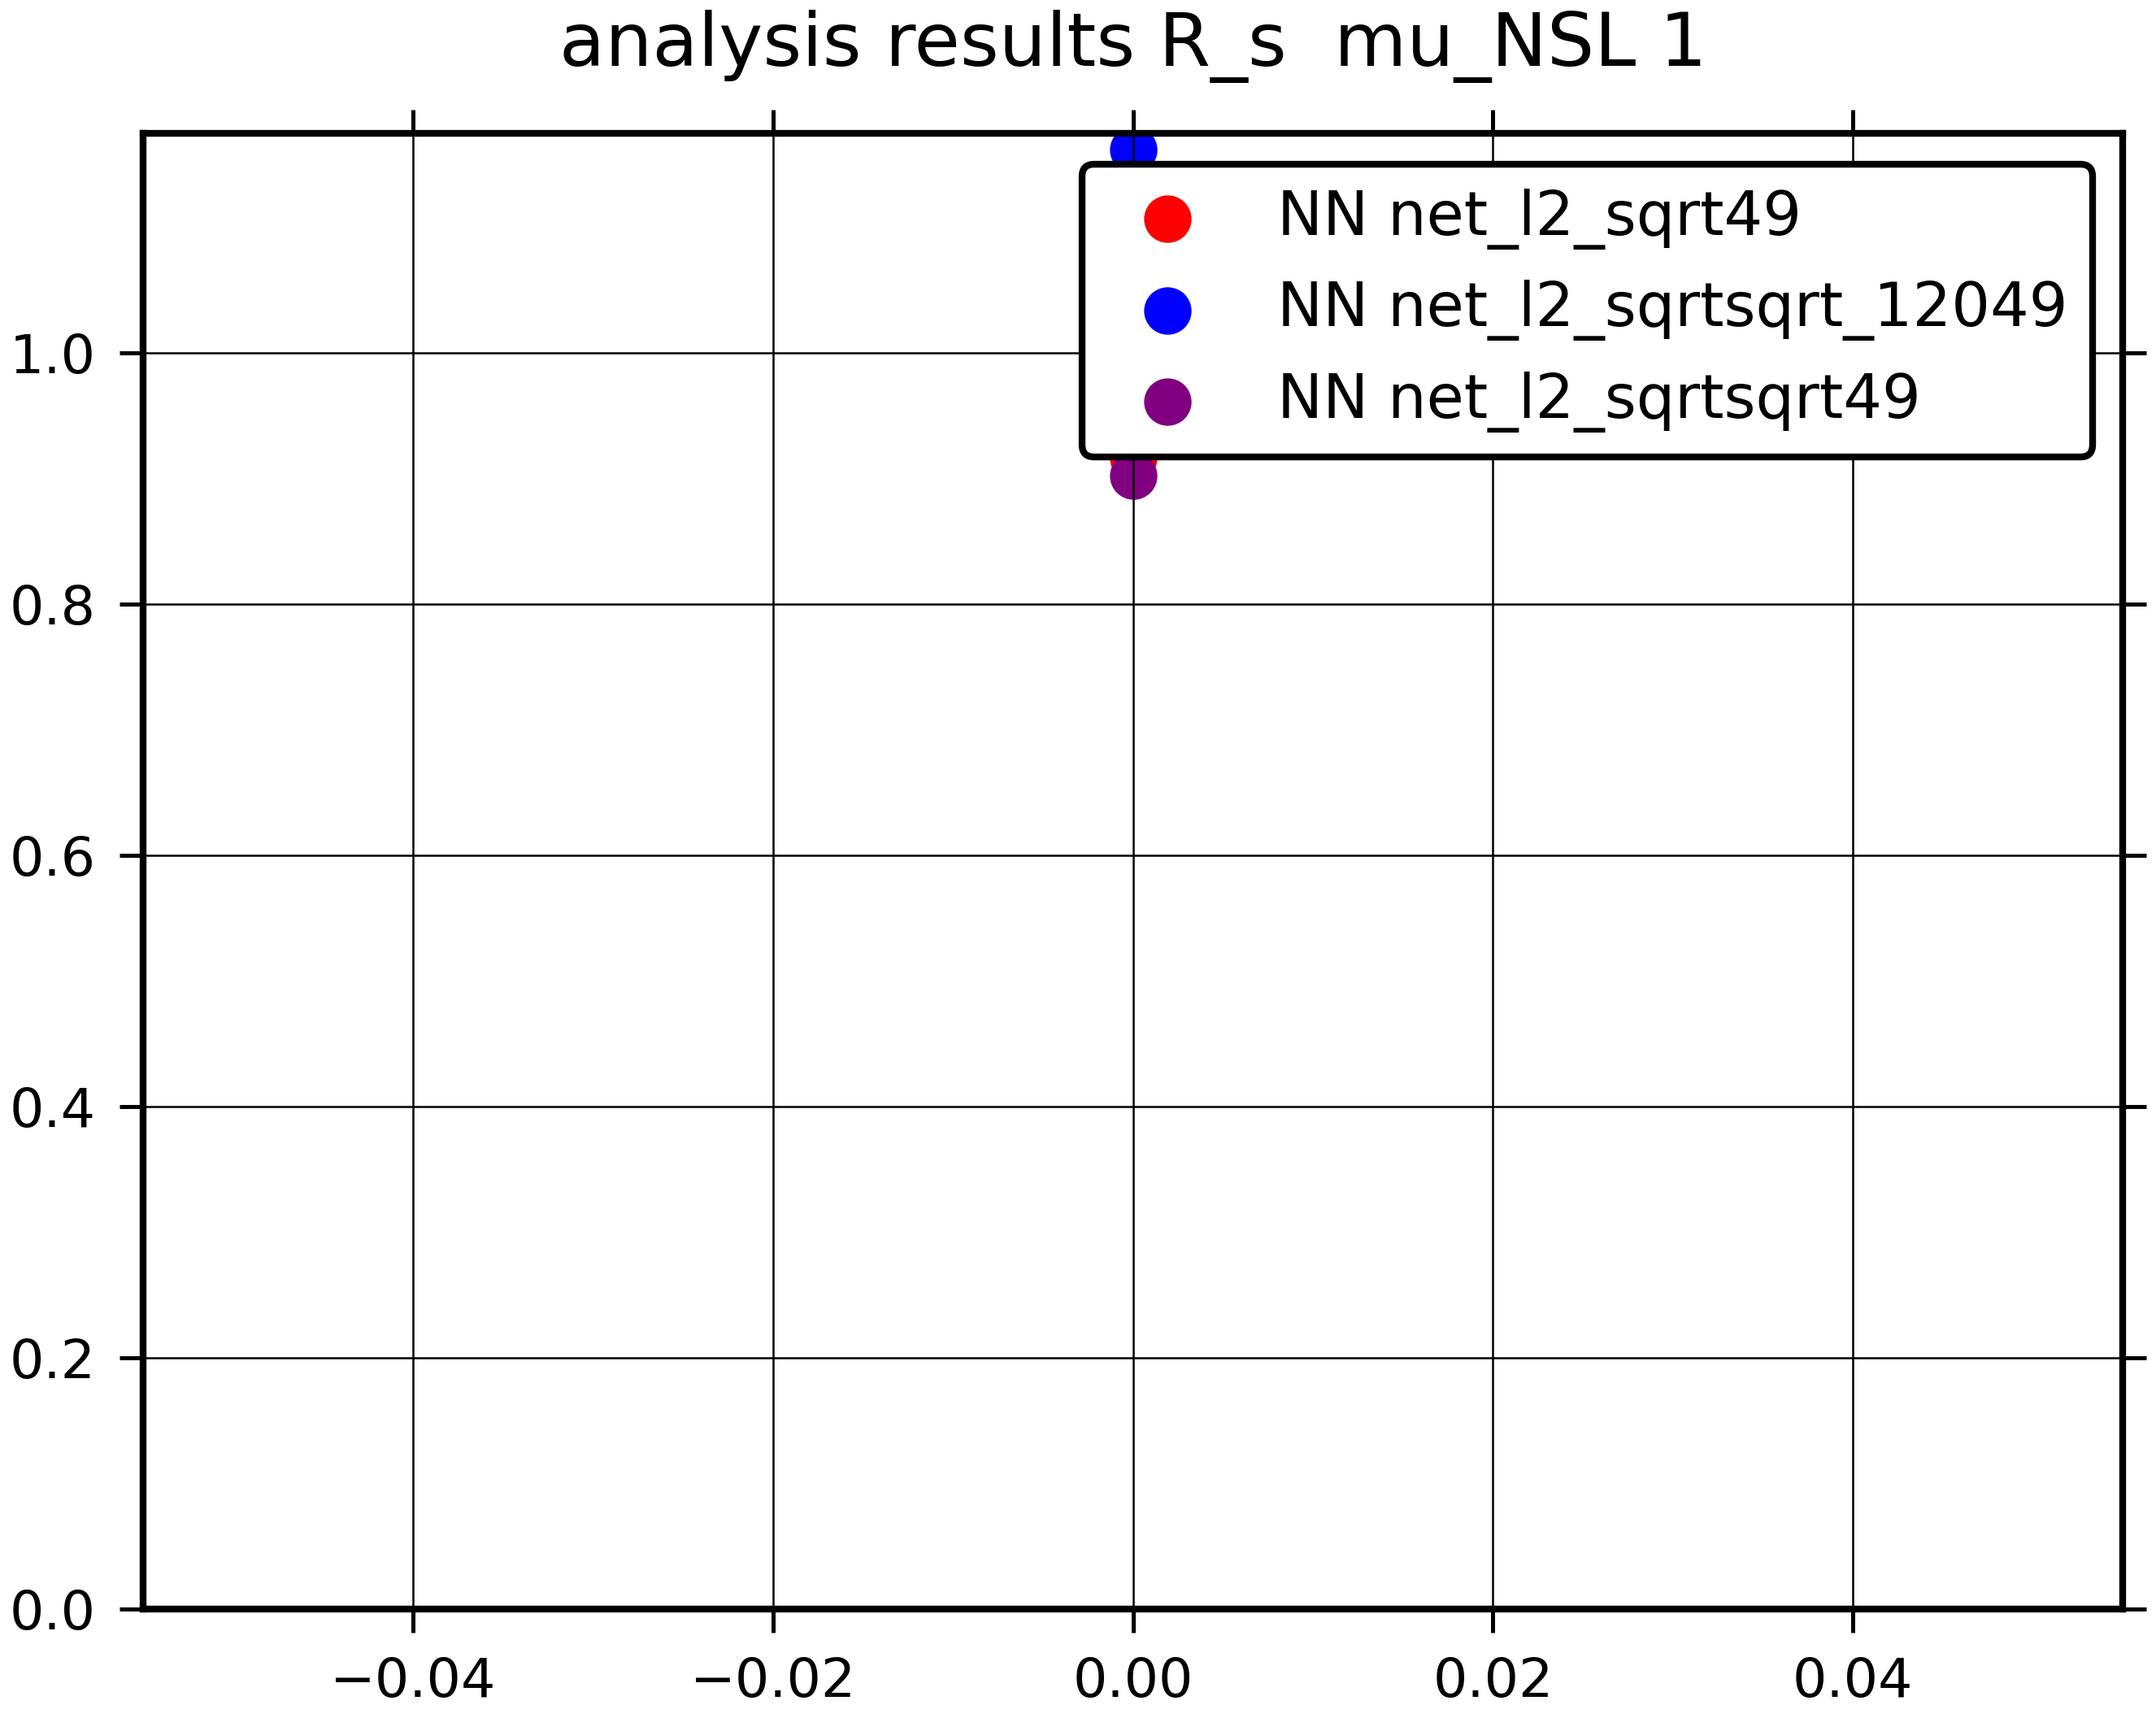 analysis results R_s  mu_NSL 1
NN net_l2_sqrt49
NN net_l2_sqrtsqrt_12049
NN net_l2_sqrtsqrt49
1.0
0.8
0.6
0.4
0.2
0.0
−0.04 −0.02 0.00 0.02 0.04